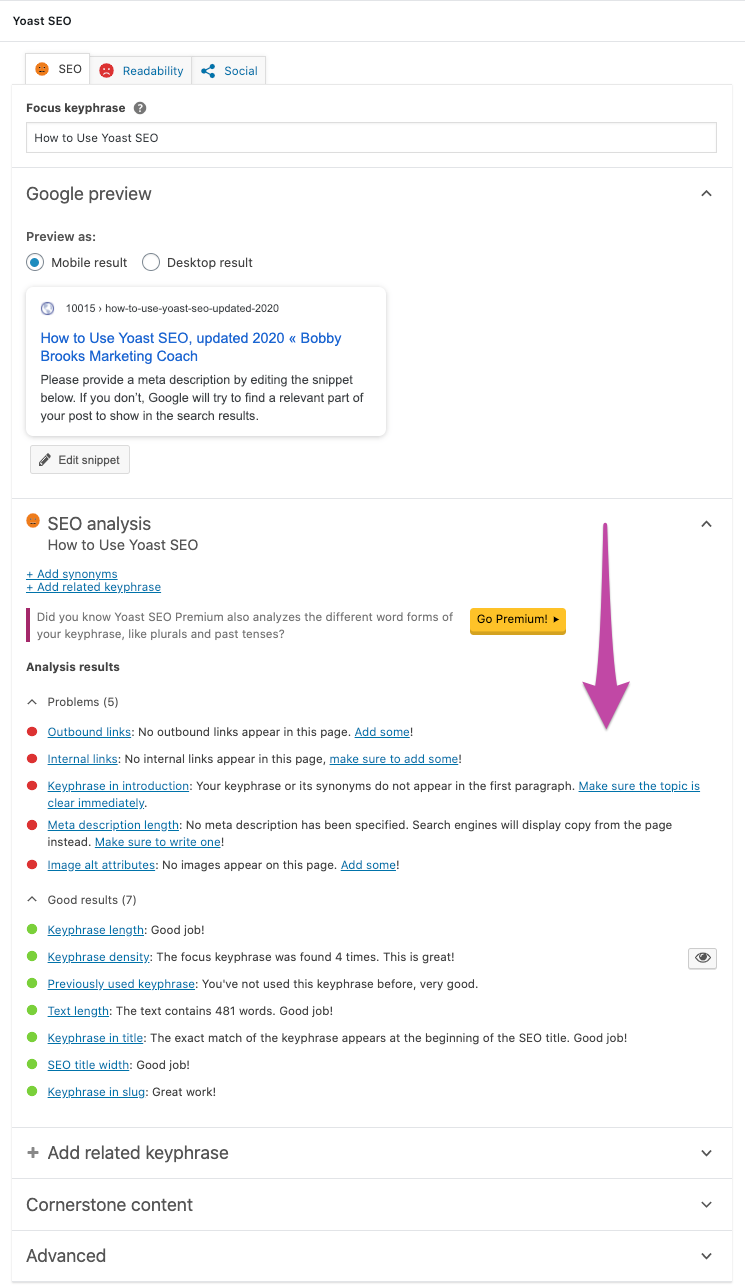 Yoast SEO
SEO
Readability
Social
Focus keyphrase ?
How to Use Yoast SEO
Google preview
Preview as:
Mobile result
Desktop result
10015 › how-to-use-yoast-seo-updated-2020
How to Use Yoast SEO, updated 2020 « Bobby
Brooks Marketing Coach
Please provide a meta description by editing the snippet
below. If you don’t, Google will try to find a relevant part of
your post to show in the search results.
Edit snippet
SEO analysis
How to Use Yoast SEO
+ Add synonyms
+ Add related keyphrase
Did you know Yoast SEO Premium also analyzes the different word forms of
your keyphrase, like plurals and past tenses?
Go Premium!
Analysis results
Problems (5)
Outbound links: No outbound links appear in this page. Add some!
Internal links: No internal links appear in this page, make sure to add some!
Keyphrase in introduction: Your keyphrase or its synonyms do not appear in the first paragraph. Make sure the topic is
clear immediately.
Meta description length: No meta description has been specified. Search engines will display copy from the page
instead. Make sure to write one!
Image alt attributes: No images appear on this page. Add some!
Good results (7)
Keyphrase length: Good job!
Keyphrase density: The focus keyphrase was found 4 times. This is great!
Previously used keyphrase: You've not used this keyphrase before, very good.
Text length: The text contains 481 words. Good job!
Keyphrase in title: The exact match of the keyphrase appears at the beginning of the SEO title. Good job!
SEO title width: Good job!
Keyphrase in slug: Great work!
+ Add related keyphrase
Cornerstone content
Advanced